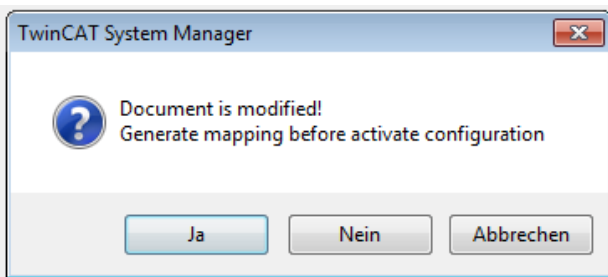 TwinCAT System Manager
Document is modified!
Generate mapping before activate configuration
Ja Nein Abbrechen